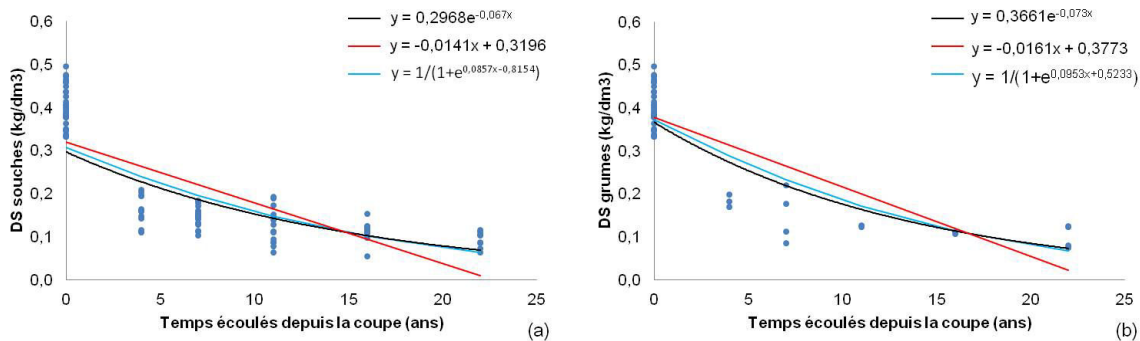 y = 0,2968e^-0,067x
y = -0,0141x + 0,3196
y = 1/(1+e^0,0857x-0,8154)
0,6
0,5
0,4
0,3
0,2
0,1
0,0
DS souches (kg/dm3)
0 5 10 15 20 25
Temps écoulés depuis la coupe (ans)
(a)
y = 0,3661e^-0,073x
y = -0,0161x + 0,3773
y = 1/(1+e^0,0953x+0,5233)
0,6
0,5
0,4
0,3
0,2
0,1
0,0
DS grumes (kg/dm3)
0 5 10 15 20 25
Temps écoulés depuis la coupe (ans)
(b)